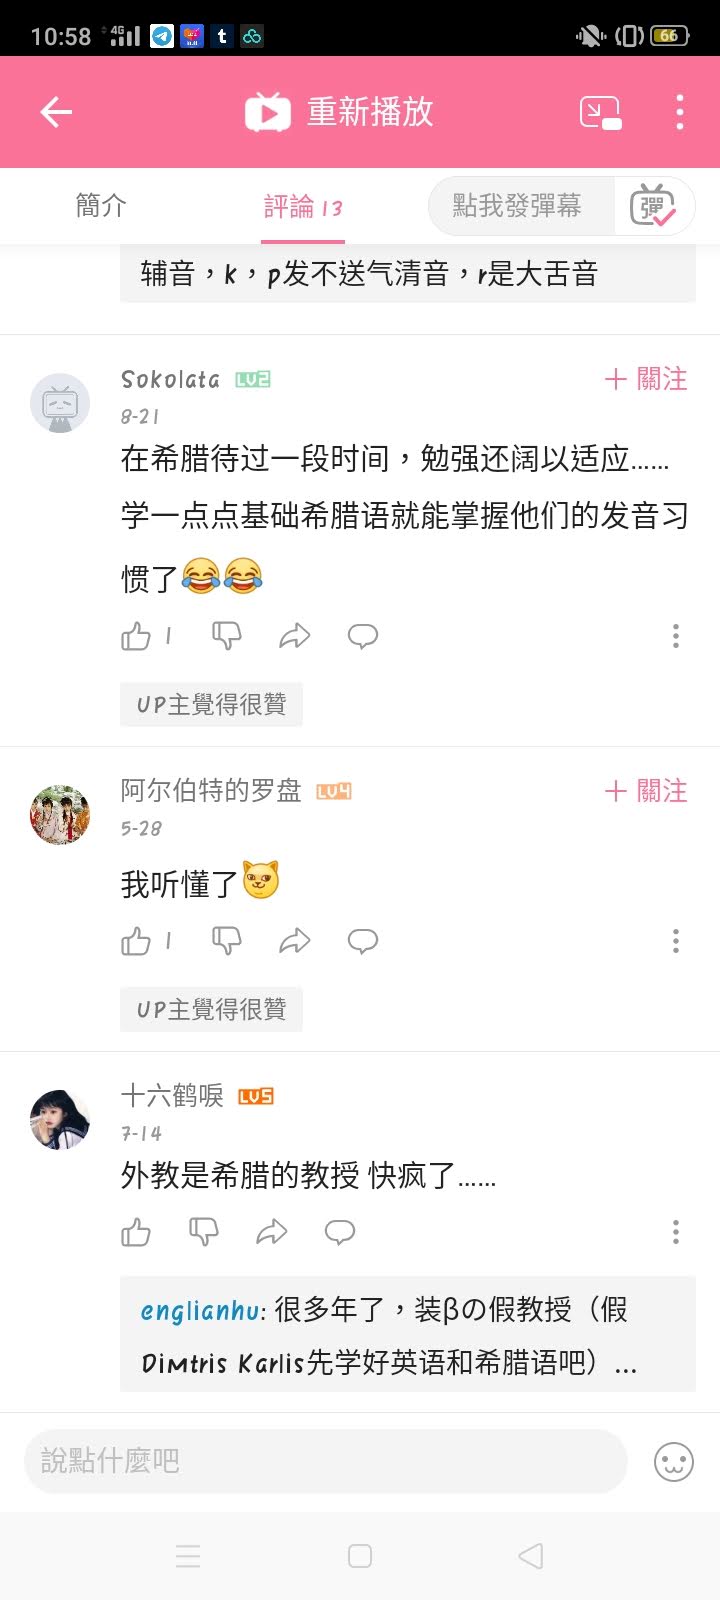 10:58 4G 66
重新播放
簡介 評論 13 點我發彈幕 彈
辅音，k，p发不送气清音，r是大舌音
Sokolata LV2 + 關注
8-21
在希腊待过一段时间，勉强还阔以适应……
学一点点基础希腊语就能掌握他们的发音习
惯了😂😂
1
UP主覺得很贊
阿尔伯特的罗盘 LV4 + 關注
5-28
我听懂了
1
UP主覺得很贊
十六鹤唳 LV5
7-14
外教是希腊的教授 快疯了……
englianhu: 很多年了，装βの假教授（假
Dimtris Karlis先学好英语和希腊语吧）...
說點什麼吧